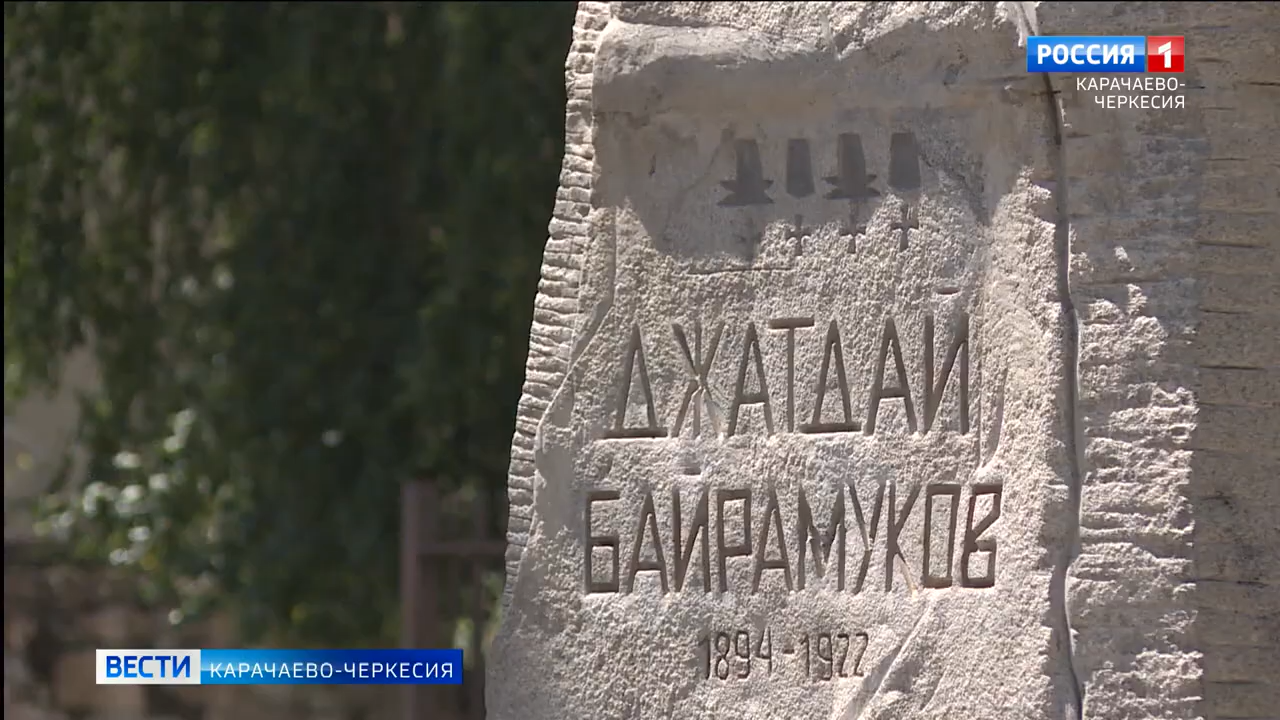 РОССИЯ 1
КАРАЧАЕВО-
ЧЕРКЕСИЯ
ДЖАТДАЙ
БАЙРАМУКОВ
1894-1922
ВЕСТИ КАРАЧАЕВО-ЧЕРКЕСИЯ